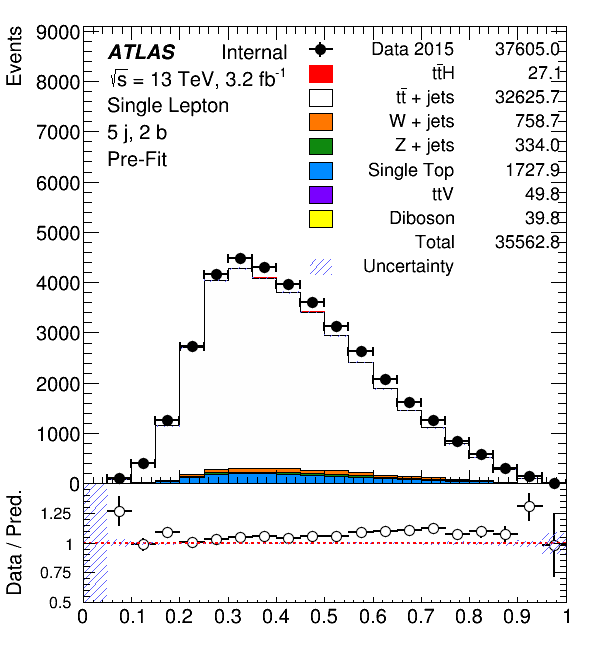 Events
9000
8000
7000
6000
5000
4000
3000
2000
1000
0
ATLAS Internal
√s = 13 TeV, 3.2 fb⁻¹
Single Lepton
5 j, 2 b
Pre-Fit
Data 2015 37605.0
tt̄H 27.1
tt̄ + jets 32625.7
W + jets 758.7
Z + jets 334.0
Single Top 1727.9
ttV 49.8
Diboson 39.8
Total 35562.8
Uncertainty
Data / Pred.
1.25
1
0.75
0.5
0 0.1 0.2 0.3 0.4 0.5 0.6 0.7 0.8 0.9 1